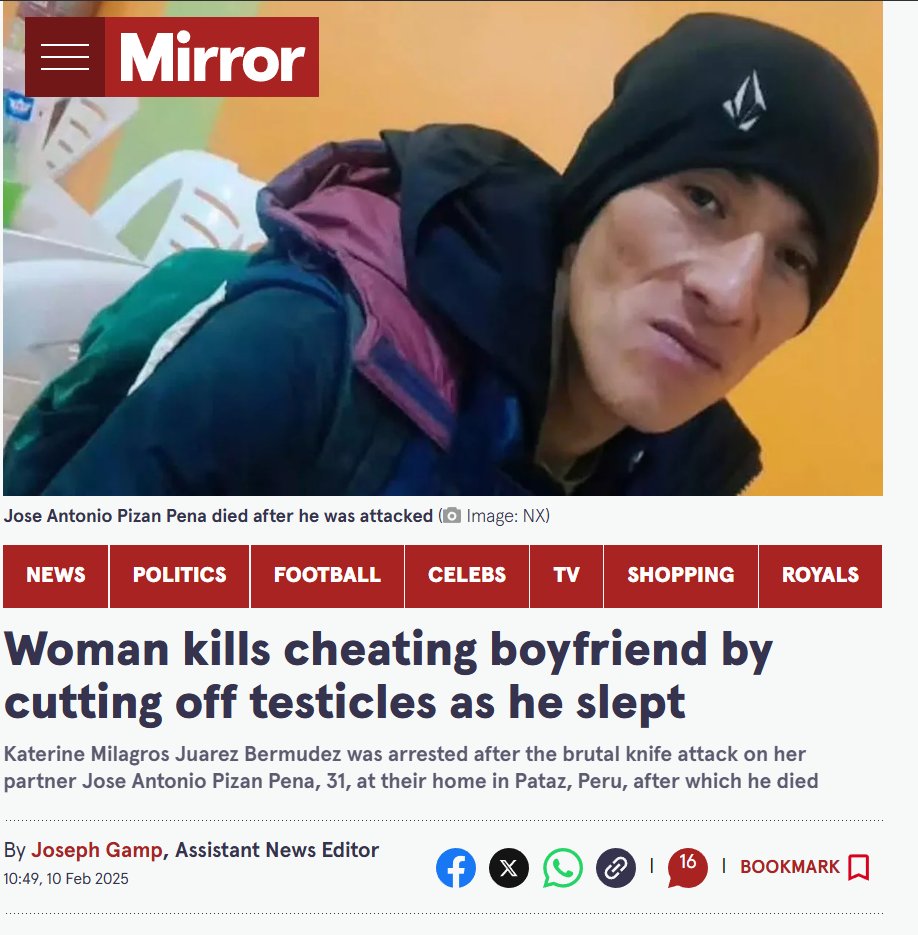 Mirror
Jose Antonio Pizan Pena died after he was attacked (Image: NX)
NEWS POLITICS FOOTBALL CELEBS TV SHOPPING ROYALS
Woman kills cheating boyfriend by
cutting off testicles as he slept
Katerine Milagros Juarez Bermudez was arrested after the brutal knife attack on her
partner Jose Antonio Pizan Pena, 31, at their home in Pataz, Peru, after which he died
By Joseph Gamp, Assistant News Editor
10:49, 10 Feb 2025
16
BOOKMARK